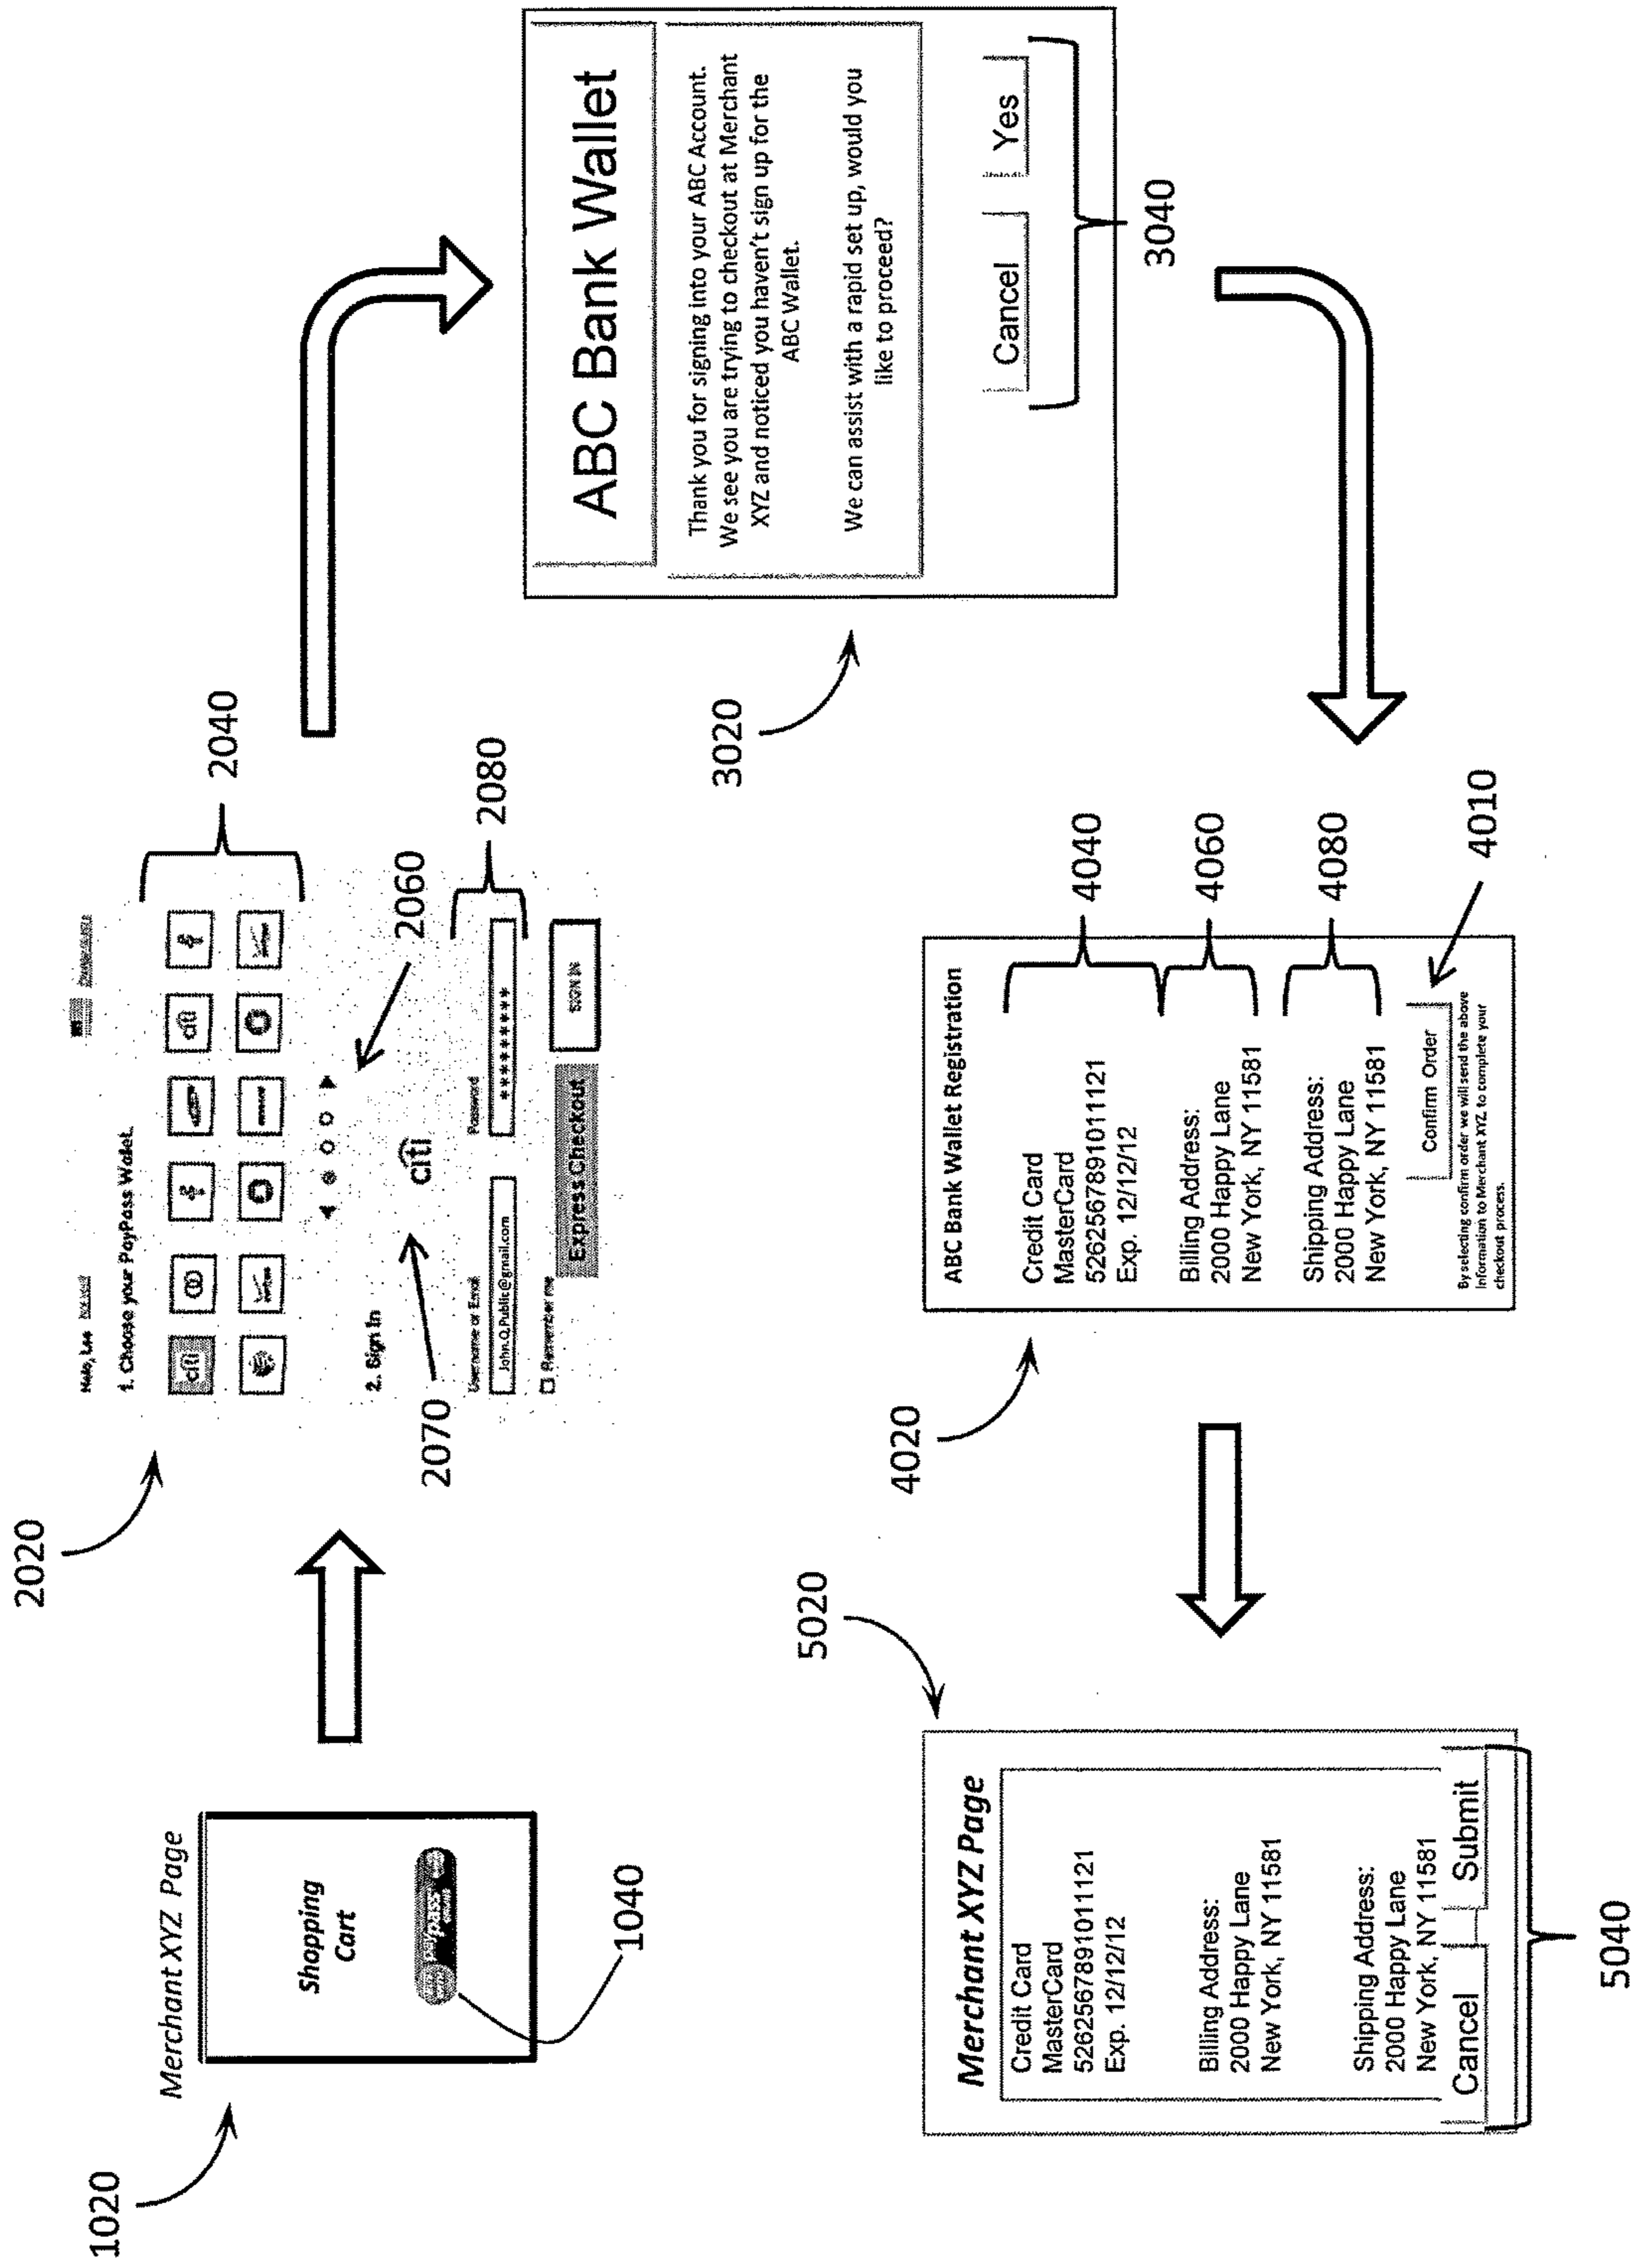 1020
Merchant XYZ Page
Shopping
Cart
paypass
1040
2020
Hello, Lee
1. Choose your PayPass Wallet.
citi
citi
2040
2060
2. Sign In
citi
2070
Username or Email
Password
John.Q.Public@gmail.com
*********
2080
Remember me
Express Checkout
SIGN IN
3020
ABC Bank Wallet
Thank you for signing into your ABC Account.
We see you are trying to checkout at Merchant
XYZ and noticed you haven't sign up for the
ABC Wallet.
We can assist with a rapid set up, would you
like to proceed?
Cancel
Yes
3040
4020
ABC Bank Wallet Registration
Credit Card
MasterCard
5262567891011121
Exp. 12/12/12
4040
Billing Address:
2000 Happy Lane
New York, NY 11581
4060
Shipping Address:
2000 Happy Lane
New York, NY 11581
4080
Confirm Order
4010
By selecting confirm order we will send the above
information to Merchant XYZ to complete your
checkout process.
5020
Merchant XYZ Page
Credit Card
MasterCard
5262567891011121
Exp. 12/12/12
Billing Address:
2000 Happy Lane
New York, NY 11581
Shipping Address:
2000 Happy Lane
New York, NY 11581
Cancel
Submit
5040